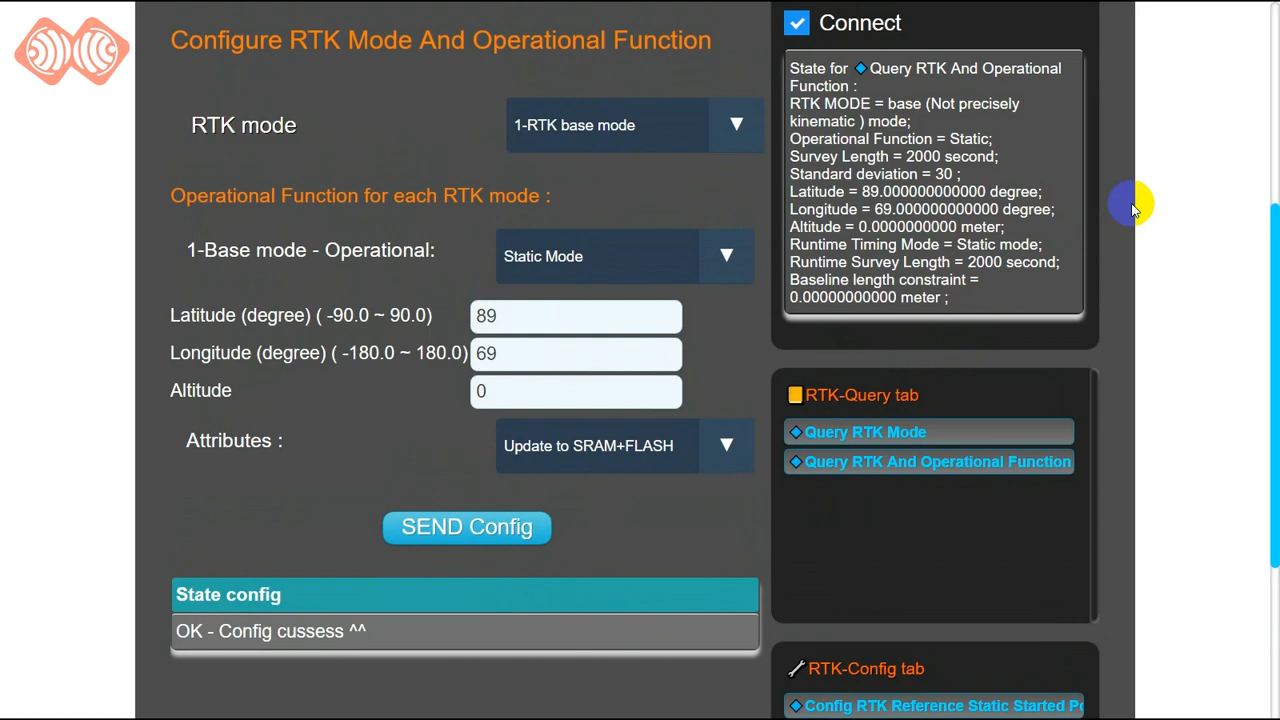 Configure RTK Mode And Operational Function
RTK mode
1-RTK base mode
Operational Function for each RTK mode :
1-Base mode - Operational:
Static Mode
Latitude (degree) ( -90.0 ~ 90.0)
89
Longitude (degree) ( -180.0 ~ 180.0)
69
Altitude
0
Attributes :
Update to SRAM+FLASH
SEND Config
State config
OK - Config cussess ^^
Connect
State for 🔹Query RTK And Operational
Function :
RTK MODE = base (Not precisely
kinematic ) mode;
Operational Function = Static;
Survey Length = 2000 second;
Standard deviation = 30 ;
Latitude = 89.000000000000 degree;
Longitude = 69.000000000000 degree;
Altitude = 0.0000000000 meter;
Runtime Timing Mode = Static mode;
Runtime Survey Length = 2000 second;
Baseline length constraint =
0.00000000000 meter ;
RTK-Query tab
Query RTK Mode
Query RTK And Operational Function
RTK-Config tab
Config RTK Reference Static Started